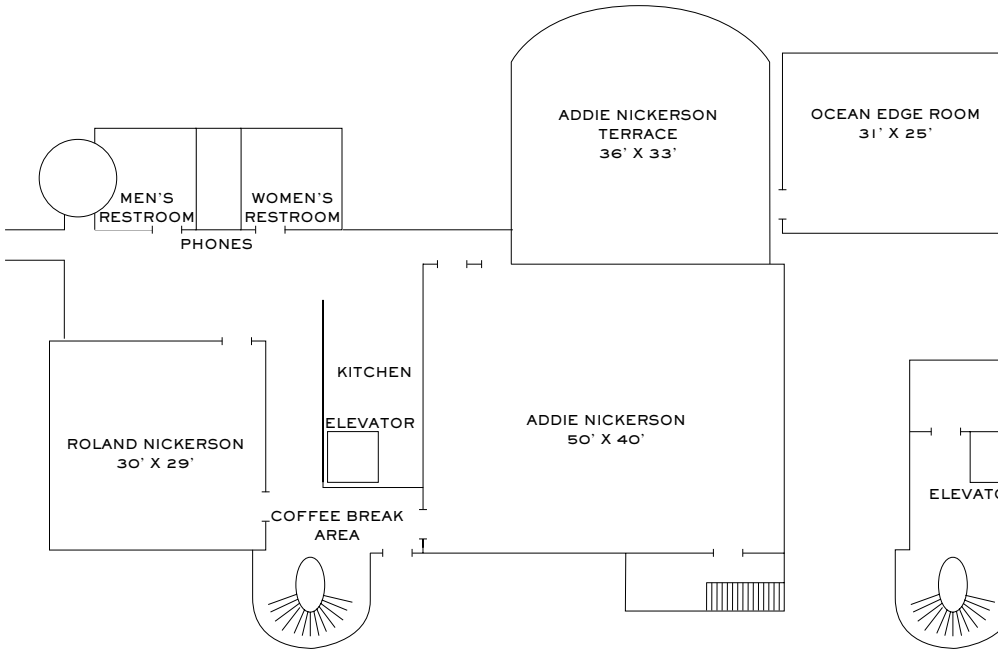 ADDIE NICKERSON
TERRACE
36' X 33'
OCEAN EDGE ROOM
31' X 25'
MEN'S
RESTROOM
WOMEN'S
RESTROOM
PHONES
KITCHEN
ELEVATOR
ROLAND NICKERSON
30' X 29'
ADDIE NICKERSON
50' X 40'
COFFEE BREAK
AREA
ELEVATO